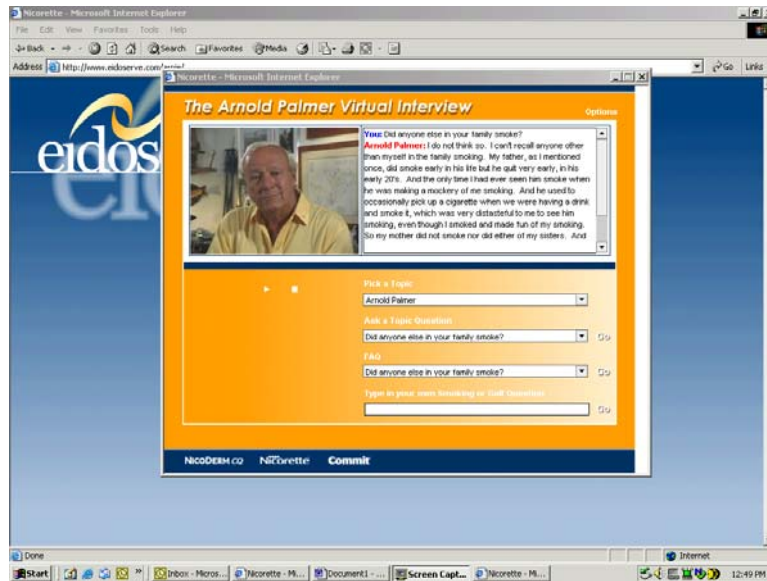 Nicorette - Microsoft Internet Explorer
File Edit View Favorites Tools Help
Back Search Favorites Media
Address http://www.eidoserve.com/ Go Links
Nicorette - Microsoft Internet Explorer
eidos
The Arnold Palmer Virtual Interview
Options
You: Did anyone else in your family smoke?
Arnold Palmer: I do not think so. I can't recall anyone other
than myself in the family smoking. My father, as I mentioned
once, did smoke early in his life but he quit very early, in his
early 20's. And the only time I had ever seen him smoke when
he was making a mockery of me smoking. And he used to
occasionally pick up a cigarette when we were having a drink
and smoke it, which was very distasteful to me to see him
smoking, even though I smoked and made fun of my smoking.
So my mother did not smoke nor did either of my sisters. And
Pick a Topic
Arnold Palmer
Ask a Topic Question
Did anyone else in your family smoke? Go
FAQ
Did anyone else in your family smoke? Go
Type in your own Smoking or Golf Question
Go
NICODERM CQ Nicorette Commit
Done Internet
Start Inbox - Micros... Nicorette - Mi... Document1 - ... Screen Capt... Nicorette - Mi... 12:49 PM